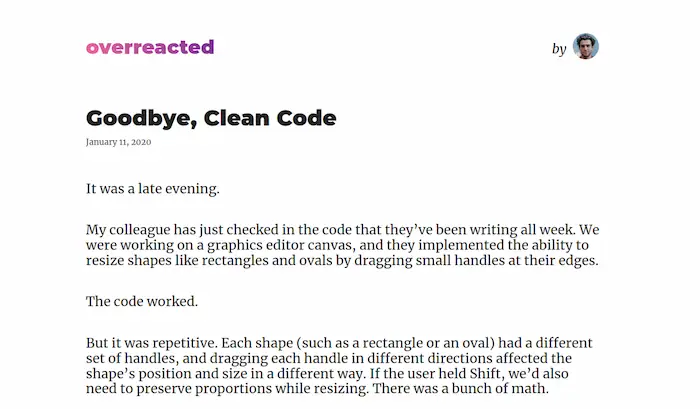 overreacted
by
Goodbye, Clean Code
January 11, 2020
It was a late evening.
My colleague has just checked in the code that they’ve been writing all week. We
were working on a graphics editor canvas, and they implemented the ability to
resize shapes like rectangles and ovals by dragging small handles at their edges.
The code worked.
But it was repetitive. Each shape (such as a rectangle or an oval) had a different
set of handles, and dragging each handle in different directions affected the
shape’s position and size in a different way. If the user held Shift, we’d also
need to preserve proportions while resizing. There was a bunch of math.